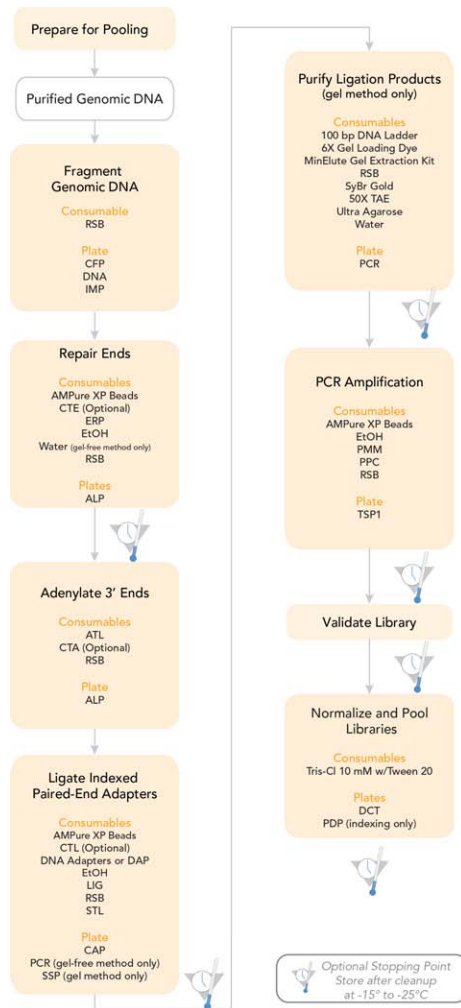 Prepare for Pooling
Purified Genomic DNA
Fragment
Genomic DNA
Consumable
RSB
Plate
CFP
DNA
IMP
Repair Ends
Consumables
AMPure XP Beads
CTE (Optional)
ERP
EtOH
Water (gel-free method only)
RSB
Plates
ALP
Adenylate 3’ Ends
Consumables
ATL
CTA (Optional)
RSB
Plate
ALP
Ligate Indexed
Paired-End Adapters
Consumables
AMPure XP Beads
CTL (Optional)
DNA Adapters or DAP
EtOH
LIG
RSB
STL
Plate
CAP
PCR (gel-free method only)
SSP (gel method only)
Purify Ligation Products
(gel method only)
Consumables
100 bp DNA Ladder
6X Gel Loading Dye
MinElute Gel Extraction Kit
RSB
SyBr Gold
50X TAE
Ultra Agarose
Water
Plate
PCR
PCR Amplification
Consumables
AMPure XP Beads
EtOH
PMM
PPC
RSB
Plate
TSP1
Validate Library
Normalize and Pool
Libraries
Consumables
Tris-Cl 10 mM w/Tween 20
Plates
DCT
PDP (indexing only)
Optional Stopping Point
Store after cleanup
at -15° to -25°C